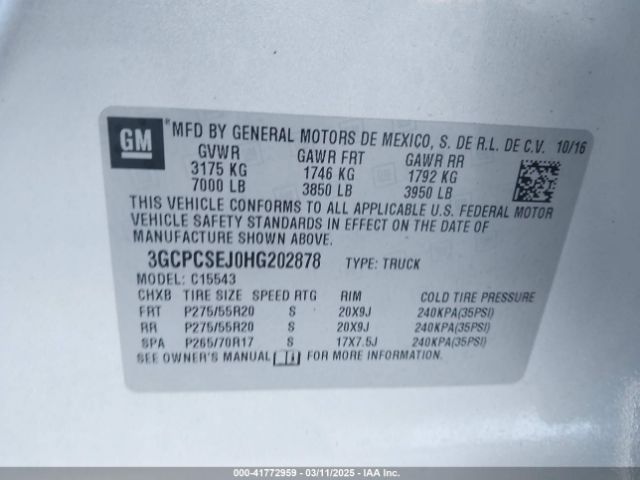 GM
MFD BY GENERAL MOTORS DE MEXICO, S. DE R.L. DE C.V. 10/16
GVWR GAWR FRT GAWR RR
3175 KG 1746 KG 1792 KG
7000 LB 3850 LB 3950 LB
THIS VEHICLE CONFORMS TO ALL APPLICABLE U.S. FEDERAL MOTOR
VEHICLE SAFETY STANDARDS IN EFFECT ON THE DATE OF
MANUFACTURE SHOWN ABOVE.
3GCPCSEJ0HG202878 TYPE: TRUCK
MODEL: C15543
CHXB TIRE SIZE SPEED RTG RIM COLD TIRE PRESSURE
FRT P275/55R20 S 20X9J 240KPA(35PSI)
RR P275/55R20 S 20X9J 240KPA(35PSI)
SPA P265/70R17 S 17X7.5J 240KPA(35PSI)
SEE OWNER'S MANUAL FOR MORE INFORMATION.
000-41772959 - 03/11/2025 - IAAI.com